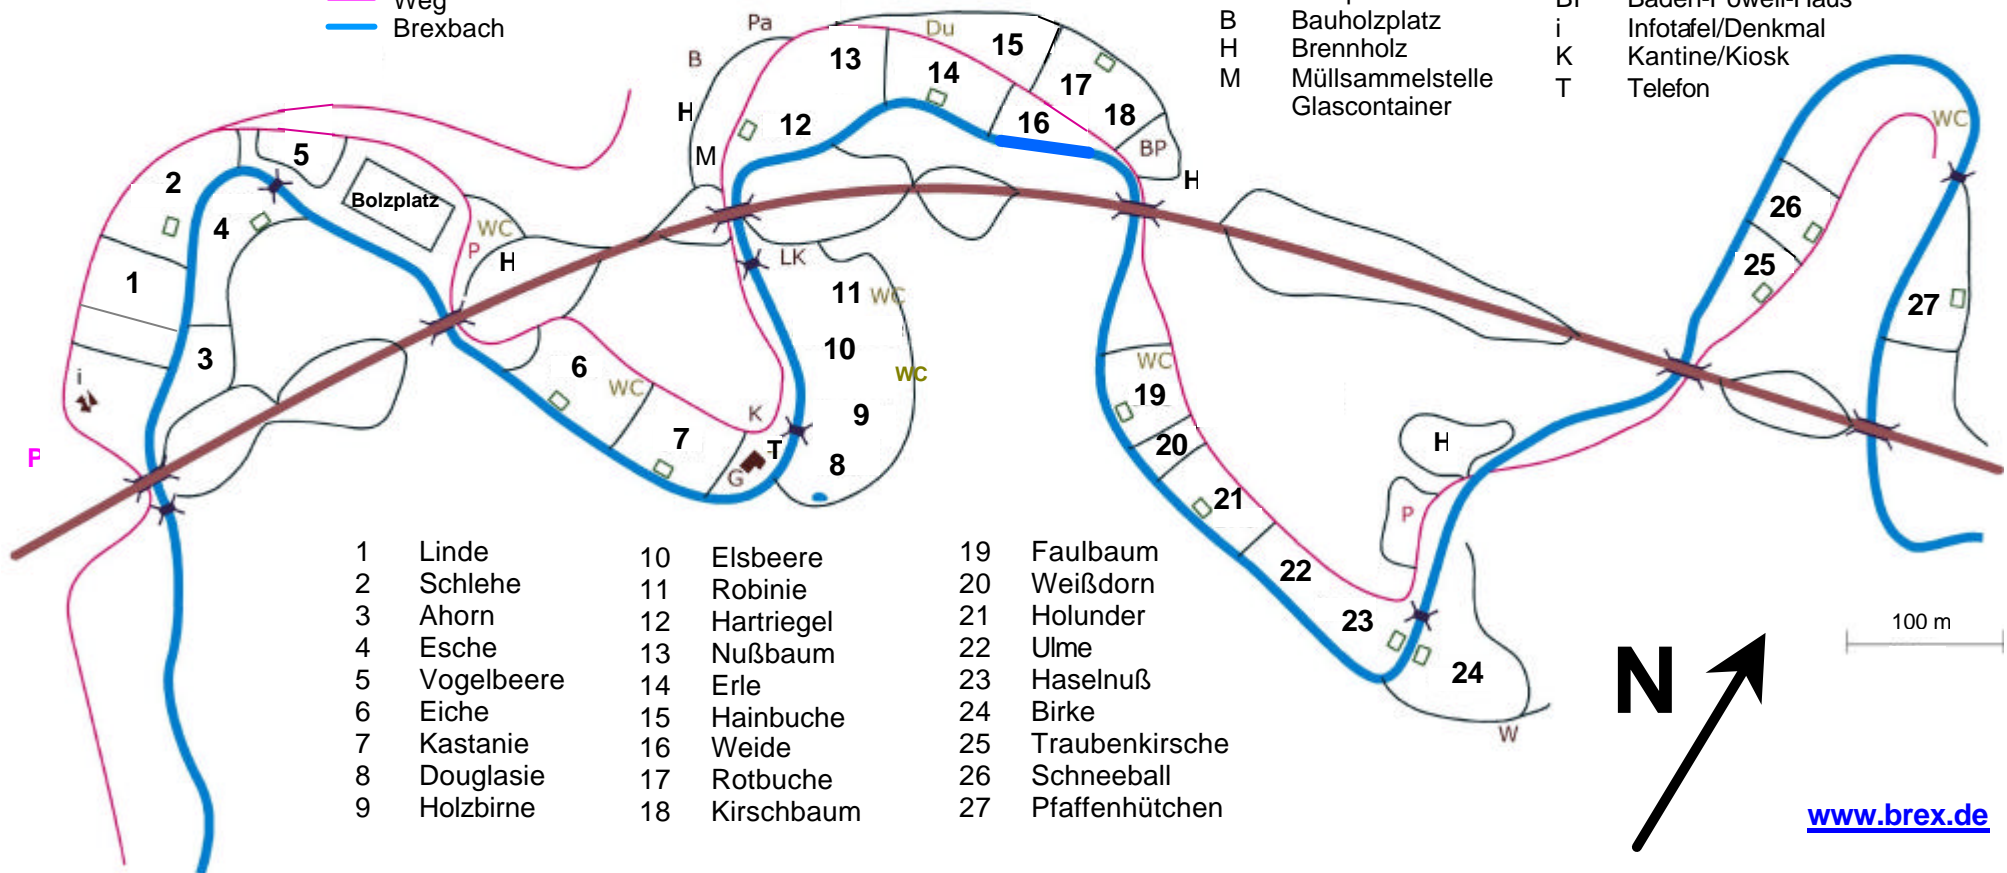 Weg
Brexbach
B Bauholzplatz
H Brennholz
M Müllsammelstelle
Glascontainer
BP Baden-Powell-Haus
i Infotafel/Denkmal
K Kantine/Kiosk
T Telefon
Pa
B
H
M
13
12
Du
14
15
16
17
18
BP
H
WC
26
25
27
5
2
Bolzplatz
4
1
3
i
P
WC
P
H
LK
11 WC
10
WC
9
8
6
WC
7
K
T
G
WC
19
20
21
22
23
24
H
P
W
100 m
N
1 Linde
2 Schlehe
3 Ahorn
4 Esche
5 Vogelbeere
6 Eiche
7 Kastanie
8 Douglasie
9 Holzbirne
10 Elsbeere
11 Robinie
12 Hartriegel
13 Nußbaum
14 Erle
15 Hainbuche
16 Weide
17 Rotbuche
18 Kirschbaum
19 Faulbaum
20 Weißdorn
21 Holunder
22 Ulme
23 Haselnuß
24 Birke
25 Traubenkirsche
26 Schneeball
27 Pfaffenhütchen
www.brex.de